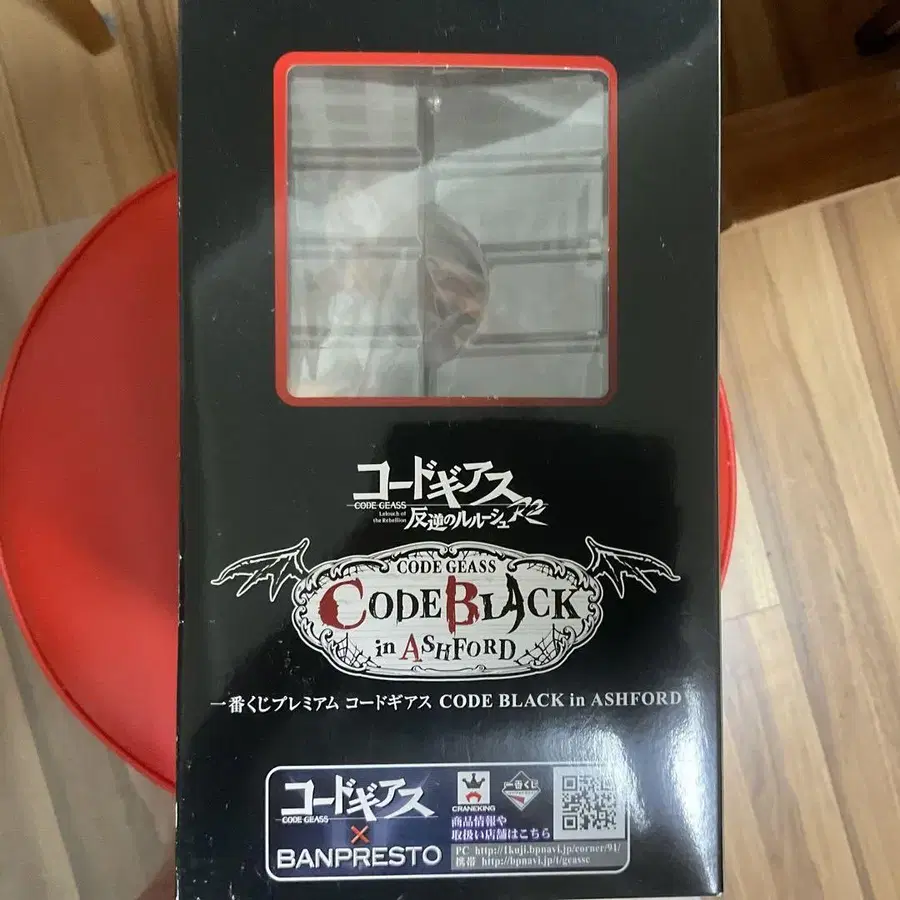 コードギアス
CODE GEASS
Lelouch of
the Rebellion
反逆のルルーシュ R2
CODE GEASS
CODE BLACK
in ASHFORD
一番くじプレミアム コードギアス CODE BLACK in ASHFORD
コードギアス
CODE GEASS
×
BANPRESTO
CRANEKING
一番くじ
商品情報や
取扱い店舗はこちら
PC http://1kuji.bpnavi.jp/corner/91/
携帯 http://bpnavi.jp/t/geassc